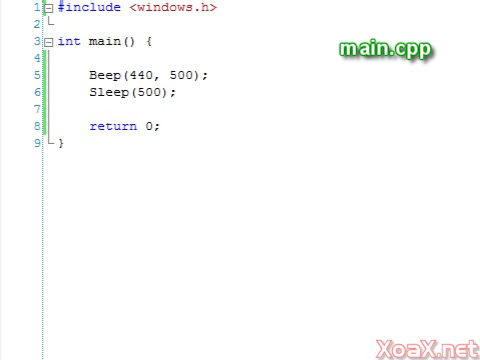 1 #include <windows.h>
2
3 int main() {
main.cpp
4
5 Beep(440, 500);
6 Sleep(500);
7
8 return 0;
9 }
XoaX.net